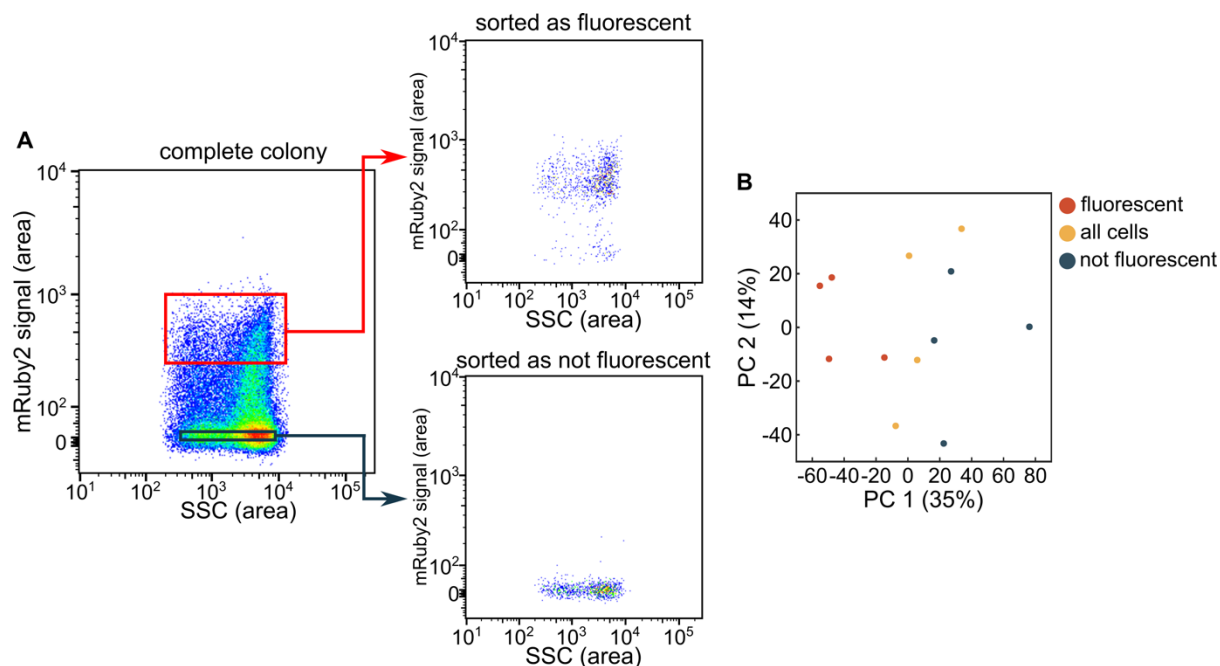 A
complete colony
mRuby2 signal (area)
10^4
10^3
10^2
0
10^1
10^2
10^3
10^4
10^5
SSC (area)
sorted as fluorescent
mRuby2 signal (area)
10^4
10^3
10^2
0
10^1
10^2
10^3
10^4
10^5
SSC (area)
sorted as not fluorescent
mRuby2 signal (area)
10^4
10^3
10^2
0
10^1
10^2
10^3
10^4
10^5
SSC (area)
B
PC 2 (14%)
40
20
0
-20
-40
-60 -40 -20 0 20 40 60 80
PC 1 (35%)
fluorescent
all cells
not fluorescent